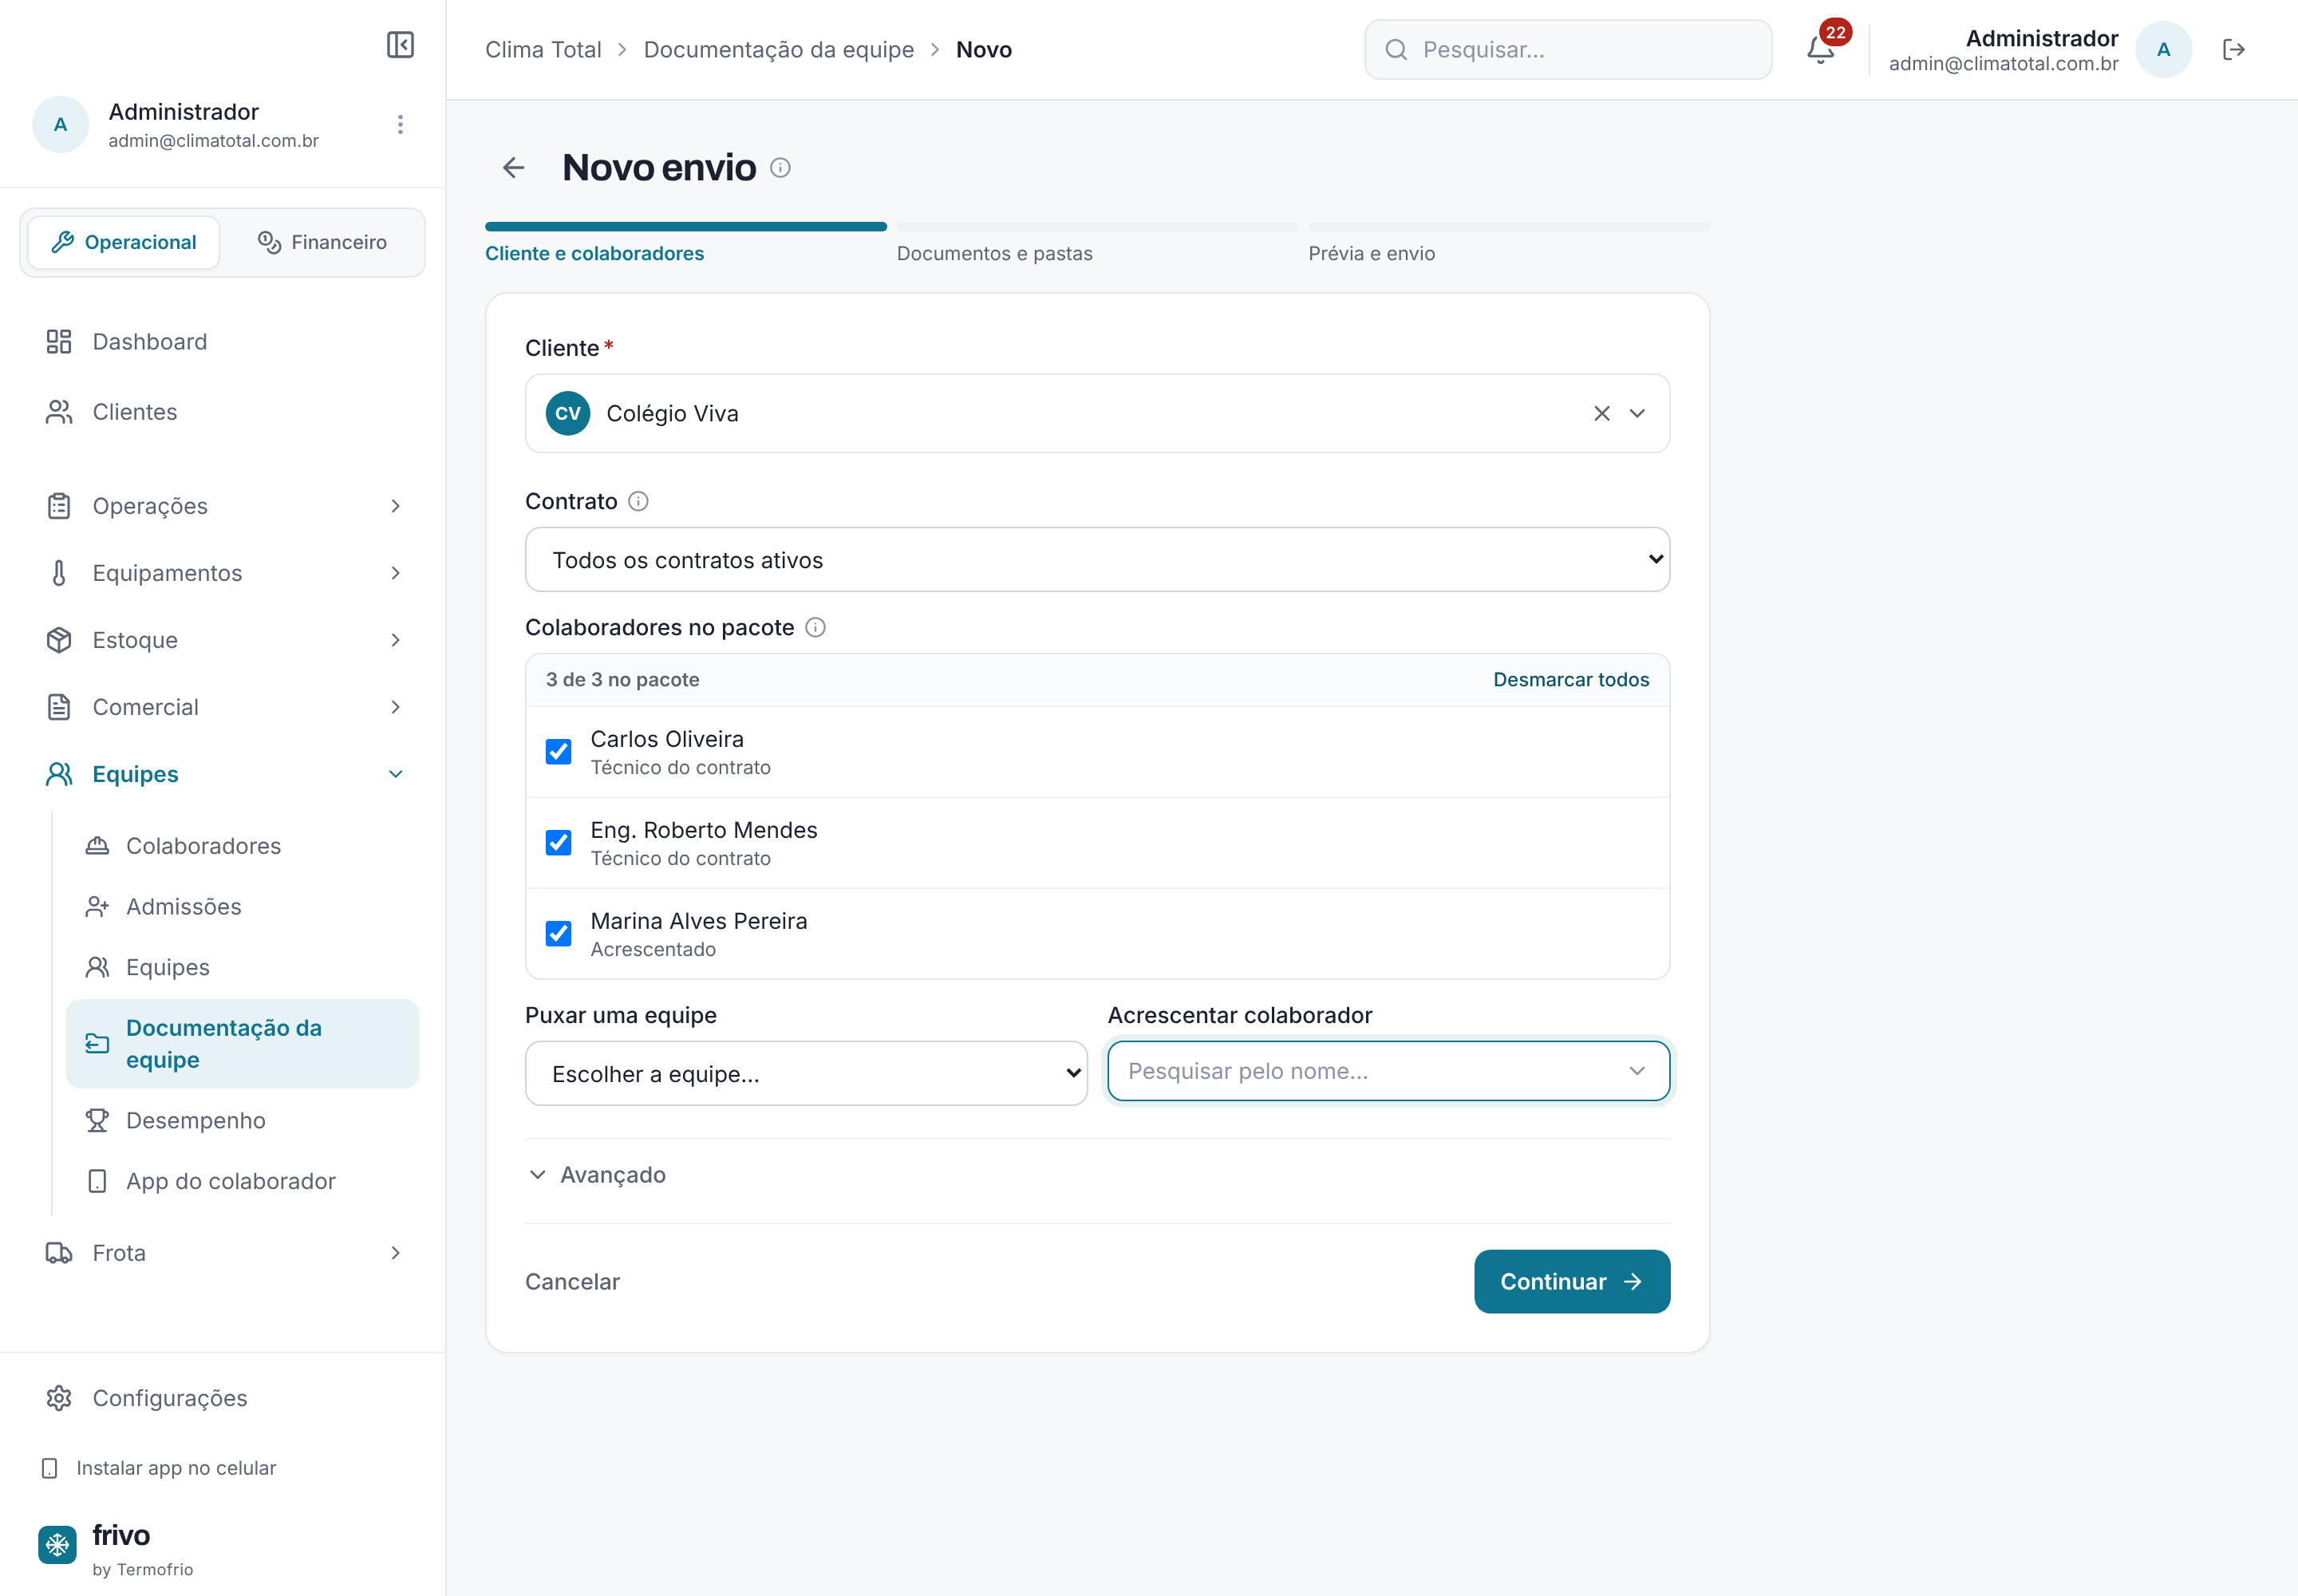 A
Administrador
admin@climatotal.com.br
Operacional
Financeiro
Dashboard
Clientes
Operações
Equipamentos
Estoque
Comercial
Equipes
Colaboradores
Admissões
Equipes
Documentação da
equipe
Desempenho
App do colaborador
Frota
Configurações
Instalar app no celular
frivo
by Termofrio
Clima Total > Documentação da equipe > Novo
Pesquisar...
22
Administrador
admin@climatotal.com.br
A
Novo envio
Cliente e colaboradores
Documentos e pastas
Prévia e envio
Cliente*
CV Colégio Viva
Contrato
Todos os contratos ativos
Colaboradores no pacote
3 de 3 no pacote
Desmarcar todos
Carlos Oliveira
Técnico do contrato
Eng. Roberto Mendes
Técnico do contrato
Marina Alves Pereira
Acrescentado
Puxar uma equipe
Escolher a equipe...
Acrescentar colaborador
Pesquisar pelo nome...
Avançado
Cancelar
Continuar